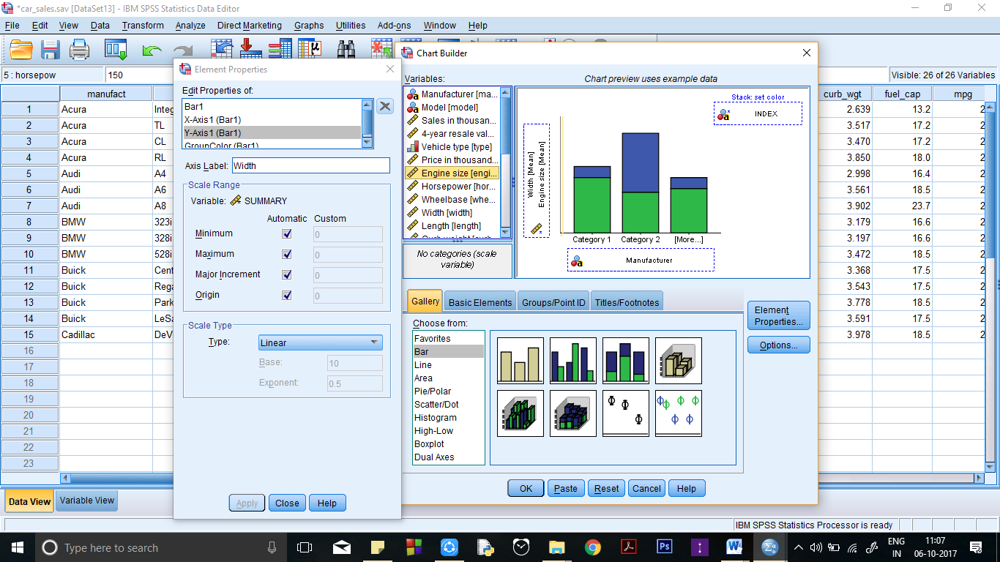 *car_sales.sav [DataSet13] - IBM SPSS Statistics Data Editor
File Edit View Data Transform Analyze Direct Marketing Graphs Utilities Add-ons Window Help
5 : horsepow 150
Visible: 26 of 26 Variables
manufact
curb_wgt fuel_cap mpg
1 Acura Integ 2.639 13.2 2
2 Acura TL 3.517 17.2 2
3 Acura CL 3.470 17.2 2
4 Acura RL 3.850 18.0 2
5 Audi A4 2.998 16.4 2
6 Audi A6 3.561 18.5 2
7 Audi A8 3.902 23.7 2
8 BMW 323i 3.179 16.6 2
9 BMW 328i 3.197 16.6 2
10 BMW 528i 3.472 18.5 2
11 Buick Cent 3.368 17.5 2
12 Buick Rega 3.543 17.5 2
13 Buick Park 3.778 18.5 2
14 Buick LeSa 3.591 17.5 2
15 Cadillac DeV 3.978 18.5 2
16
17
18
19
20
21
22
23
Data View Variable View
Element Properties
Edit Properties of:
Bar1
X-Axis1 (Bar1)
Y-Axis1 (Bar1)
GroupColor (Bar1)
Axis Label: Width
Scale Range
Variable: SUMMARY
Automatic Custom
Minimum 0
Maximum 0
Major Increment 0
Origin 0
Scale Type
Type: Linear
Base: 10
Exponent: 0.5
Apply Close Help
Chart Builder
Variables:
Manufacturer [ma...
Model [model]
Sales in thousan...
4-year resale val...
Vehicle type [type]
Price in thousand...
Engine size [engi...
Horsepower [hor...
Wheelbase [whe...
Width [width]
Length [length]
No categories (scale
variable)
Chart preview uses example data
Stack: set color
INDEX
Width [Mean]
Engine size [Mean]
Category 1 Category 2 [More...]
Manufacturer
Gallery Basic Elements Groups/Point ID Titles/Footnotes
Element
Properties...
Options...
Choose from:
Favorites
Bar
Line
Area
Pie/Polar
Scatter/Dot
Histogram
High-Low
Boxplot
Dual Axes
OK Paste Reset Cancel Help
IBM SPSS Statistics Processor is ready
Type here to search
ENG
IN
11:07
06-10-2017